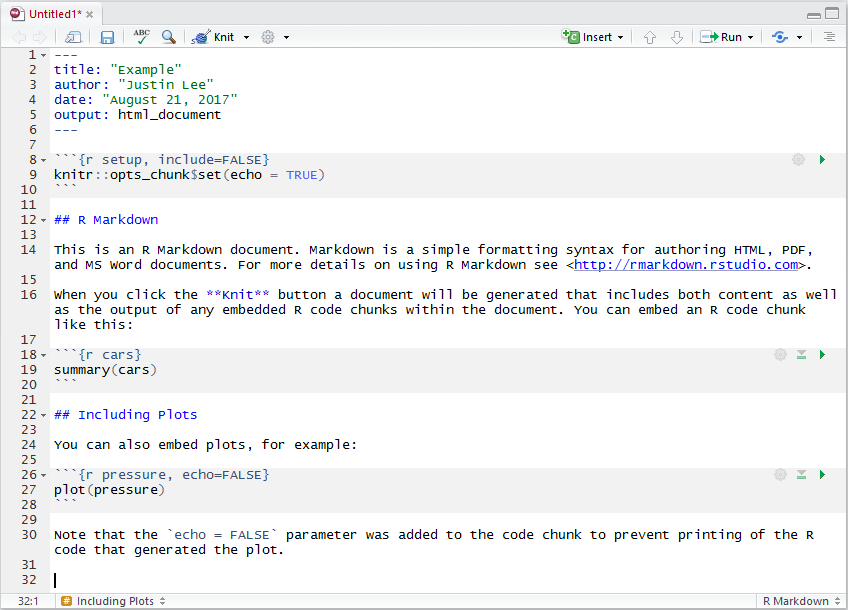 Untitled1*
ABC Knit Insert Run
1 ---
2 title: "Example"
3 author: "Justin Lee"
4 date: "August 21, 2017"
5 output: html_document
6 ---
7
8 ```{r setup, include=FALSE}
9 knitr::opts_chunk$set(echo = TRUE)
10 ```
11
12 ## R Markdown
13
14 This is an R Markdown document. Markdown is a simple formatting syntax for authoring HTML, PDF,
and MS Word documents. For more details on using R Markdown see <http://rmarkdown.rstudio.com>.
15
16 When you click the **Knit** button a document will be generated that includes both content as well
as the output of any embedded R code chunks within the document. You can embed an R code chunk
like this:
17
18 ```{r cars}
19 summary(cars)
20 ```
21
22 ## Including Plots
23
24 You can also embed plots, for example:
25
26 ```{r pressure, echo=FALSE}
27 plot(pressure)
28 ```
29
30 Note that the `echo = FALSE` parameter was added to the code chunk to prevent printing of the R
code that generated the plot.
31
32
32:1 # Including Plots R Markdown